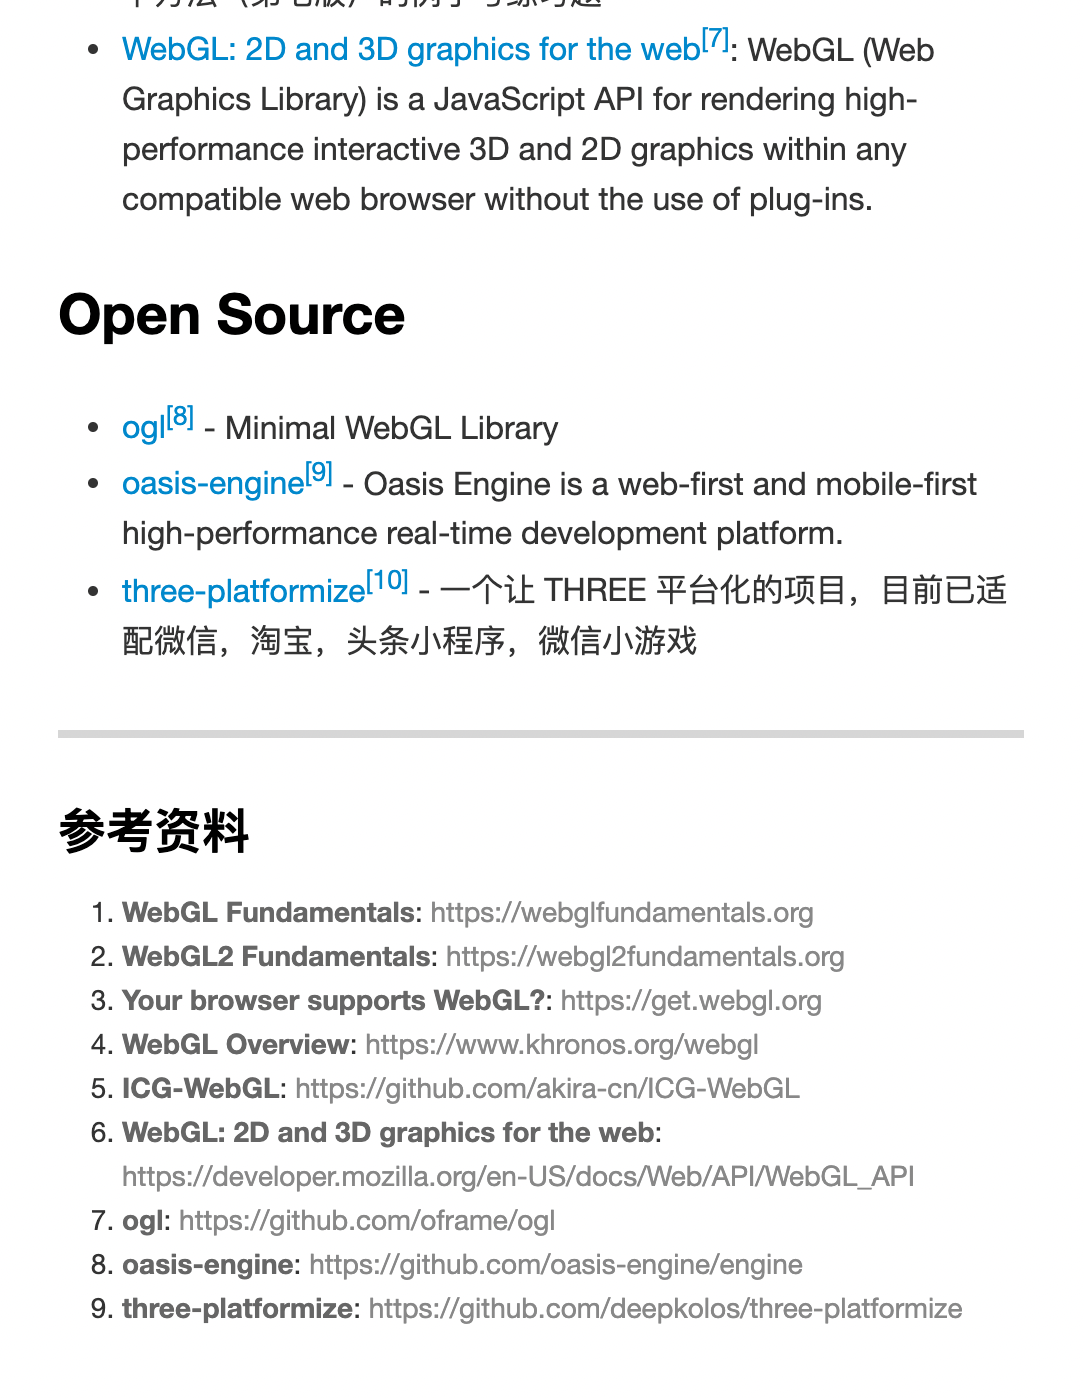 WebGL: 2D and 3D graphics for the web[7]: WebGL (Web
Graphics Library) is a JavaScript API for rendering high-
performance interactive 3D and 2D graphics within any
compatible web browser without the use of plug-ins.
Open Source
ogl[8] - Minimal WebGL Library
oasis-engine[9] - Oasis Engine is a web-first and mobile-first
high-performance real-time development platform.
three-platformize[10] - 一个让 THREE 平台化的项目，目前已适
配微信，淘宝，头条小程序，微信小游戏
参考资料
1. WebGL Fundamentals: https://webglfundamentals.org
2. WebGL2 Fundamentals: https://webgl2fundamentals.org
3. Your browser supports WebGL?: https://get.webgl.org
4. WebGL Overview: https://www.khronos.org/webgl
5. ICG-WebGL: https://github.com/akira-cn/ICG-WebGL
6. WebGL: 2D and 3D graphics for the web:
https://developer.mozilla.org/en-US/docs/Web/API/WebGL_API
7. ogl: https://github.com/oframe/ogl
8. oasis-engine: https://github.com/oasis-engine/engine
9. three-platformize: https://github.com/deepkolos/three-platformize